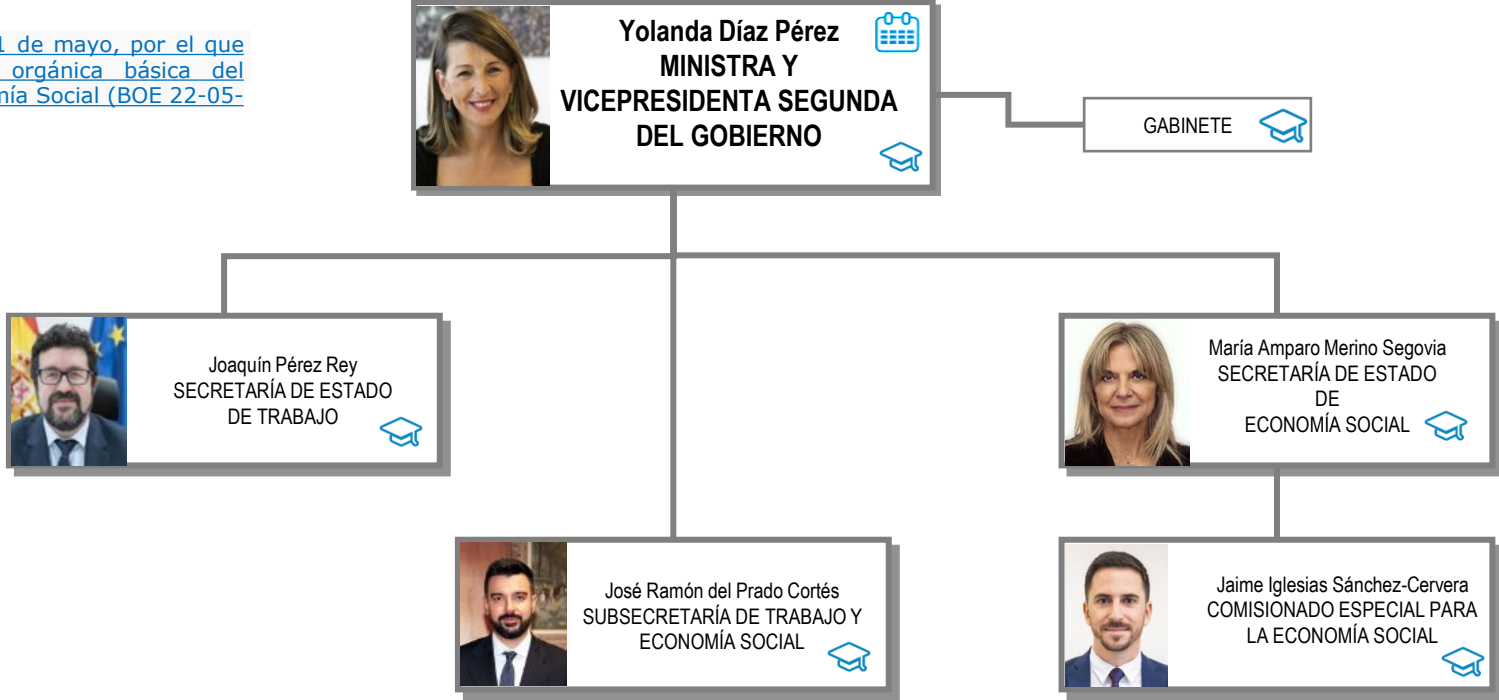 1 de mayo, por el que
orgánica básica del
mía Social (BOE 22-05-
Yolanda Díaz Pérez
MINISTRA Y
VICEPRESIDENTA SEGUNDA
DEL GOBIERNO
GABINETE
Joaquín Pérez Rey
SECRETARÍA DE ESTADO
DE TRABAJO
María Amparo Merino Segovia
SECRETARÍA DE ESTADO
DE
ECONOMÍA SOCIAL
José Ramón del Prado Cortés
SUBSECRETARÍA DE TRABAJO Y
ECONOMÍA SOCIAL
Jaime Iglesias Sánchez-Cervera
COMISIONADO ESPECIAL PARA
LA ECONOMÍA SOCIAL